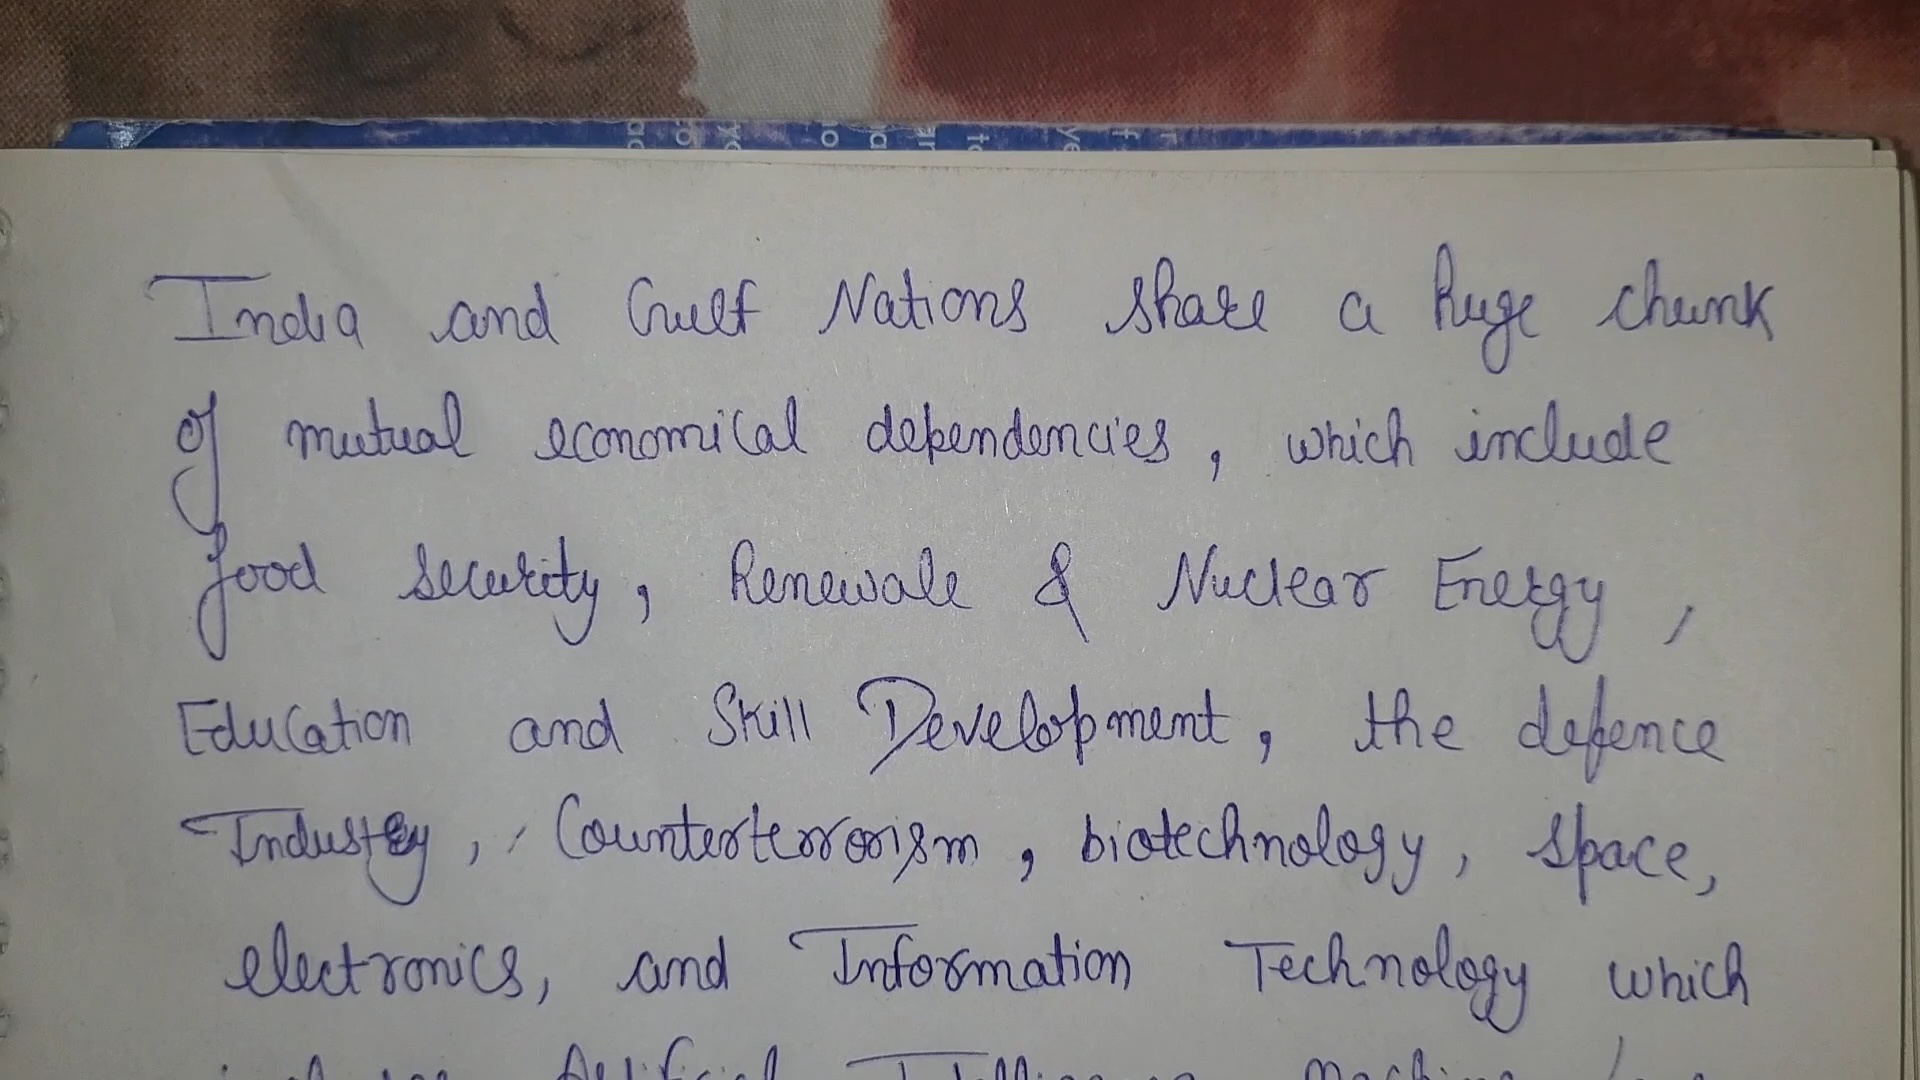 India and Gulf Nations share a huge chunk
of mutual economical dependencies, which include
food security, Renewale & Nuclear Energy,
Education and Skill Development, the defence
Industry, Counterterrorism, biotechnology, space,
electronics, and Information Technology which
Artificial